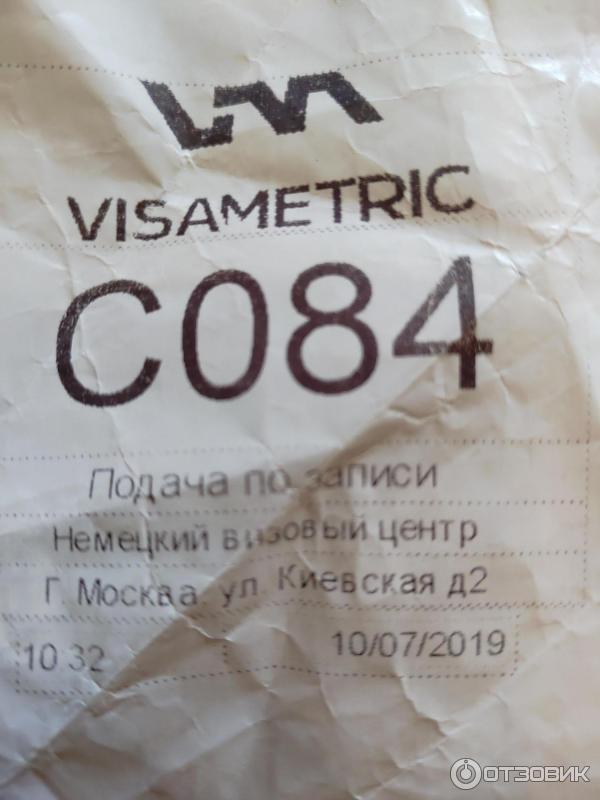 VISAMETRIC
C084
Подача по записи
Немецкий визовый центр
Г. Москва ул. Киевская д2
10:32 10/07/2019
ОТЗОВИК